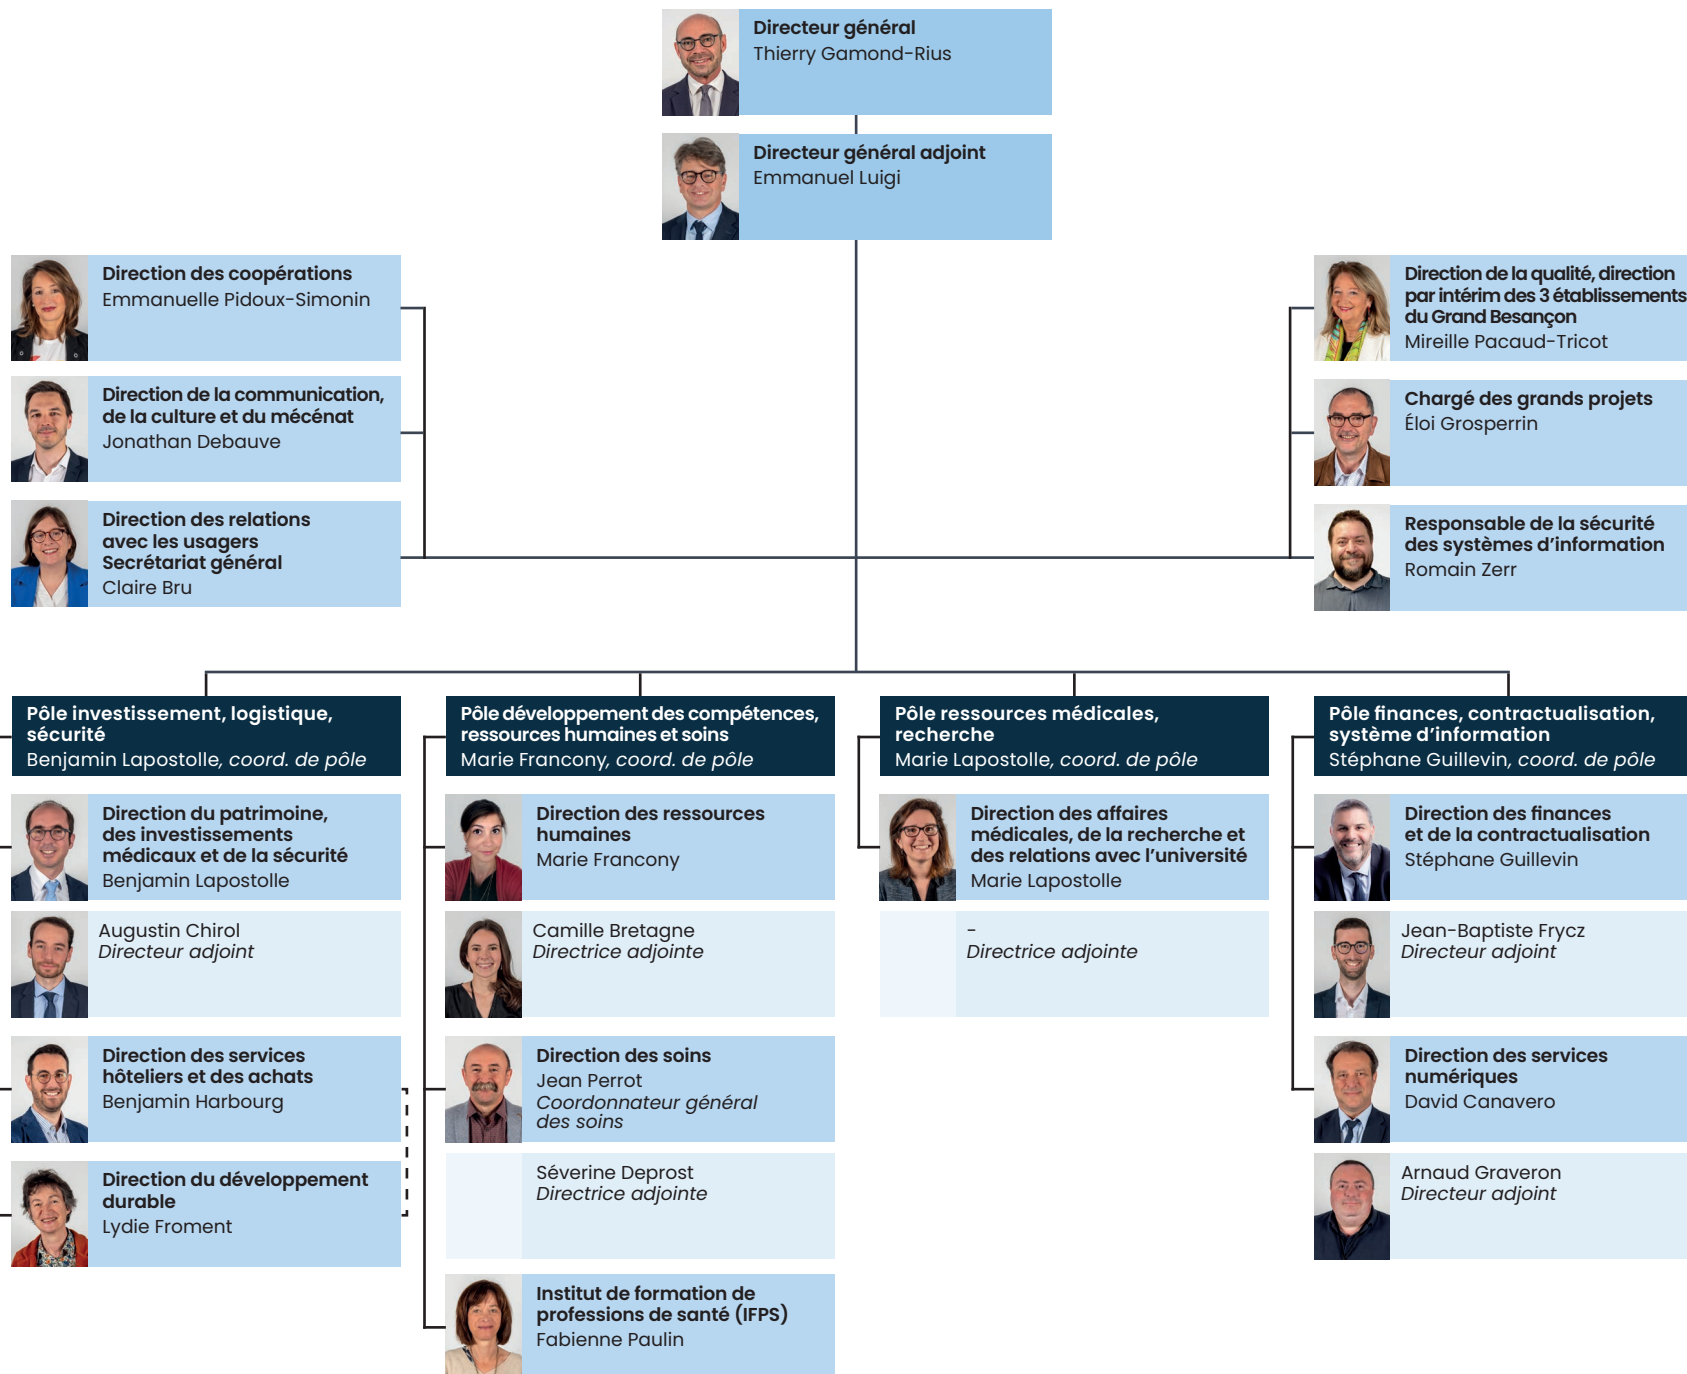 Directeur général
Thierry Gamond-Rius
Directeur général adjoint
Emmanuel Luigi
Direction des coopérations
Emmanuelle Pidoux-Simonin
Direction de la communication,
de la culture et du mécénat
Jonathan Debauve
Direction des relations
avec les usagers
Secrétariat général
Claire Bru
Direction de la qualité, direction
par intérim des 3 établissements
du Grand Besançon
Mireille Pacaud-Tricot
Chargé des grands projets
Éloi Grosperrin
Responsable de la sécurité
des systèmes d’information
Romain Zerr
Pôle investissement, logistique,
sécurité
Benjamin Lapostolle, coord. de pôle
Direction du patrimoine,
des investissements
médicaux et de la sécurité
Benjamin Lapostolle
Augustin Chirol
Directeur adjoint
Direction des services
hôteliers et des achats
Benjamin Harbourg
Direction du développement
durable
Lydie Froment
Pôle développement des compétences,
ressources humaines et soins
Marie Francony, coord. de pôle
Direction des ressources
humaines
Marie Francony
Camille Bretagne
Directrice adjointe
Direction des soins
Jean Perrot
Coordonnateur général
des soins
Séverine Deprost
Directrice adjointe
Institut de formation de
professions de santé (IFPS)
Fabienne Paulin
Pôle ressources médicales,
recherche
Marie Lapostolle, coord. de pôle
Direction des affaires
médicales, de la recherche et
des relations avec l’université
Marie Lapostolle
-
Directrice adjointe
Pôle finances, contractualisation,
système d’information
Stéphane Guillevin, coord. de pôle
Direction des finances
et de la contractualisation
Stéphane Guillevin
Jean-Baptiste Frycz
Directeur adjoint
Direction des services
numériques
David Canavero
Arnaud Graveron
Directeur adjoint